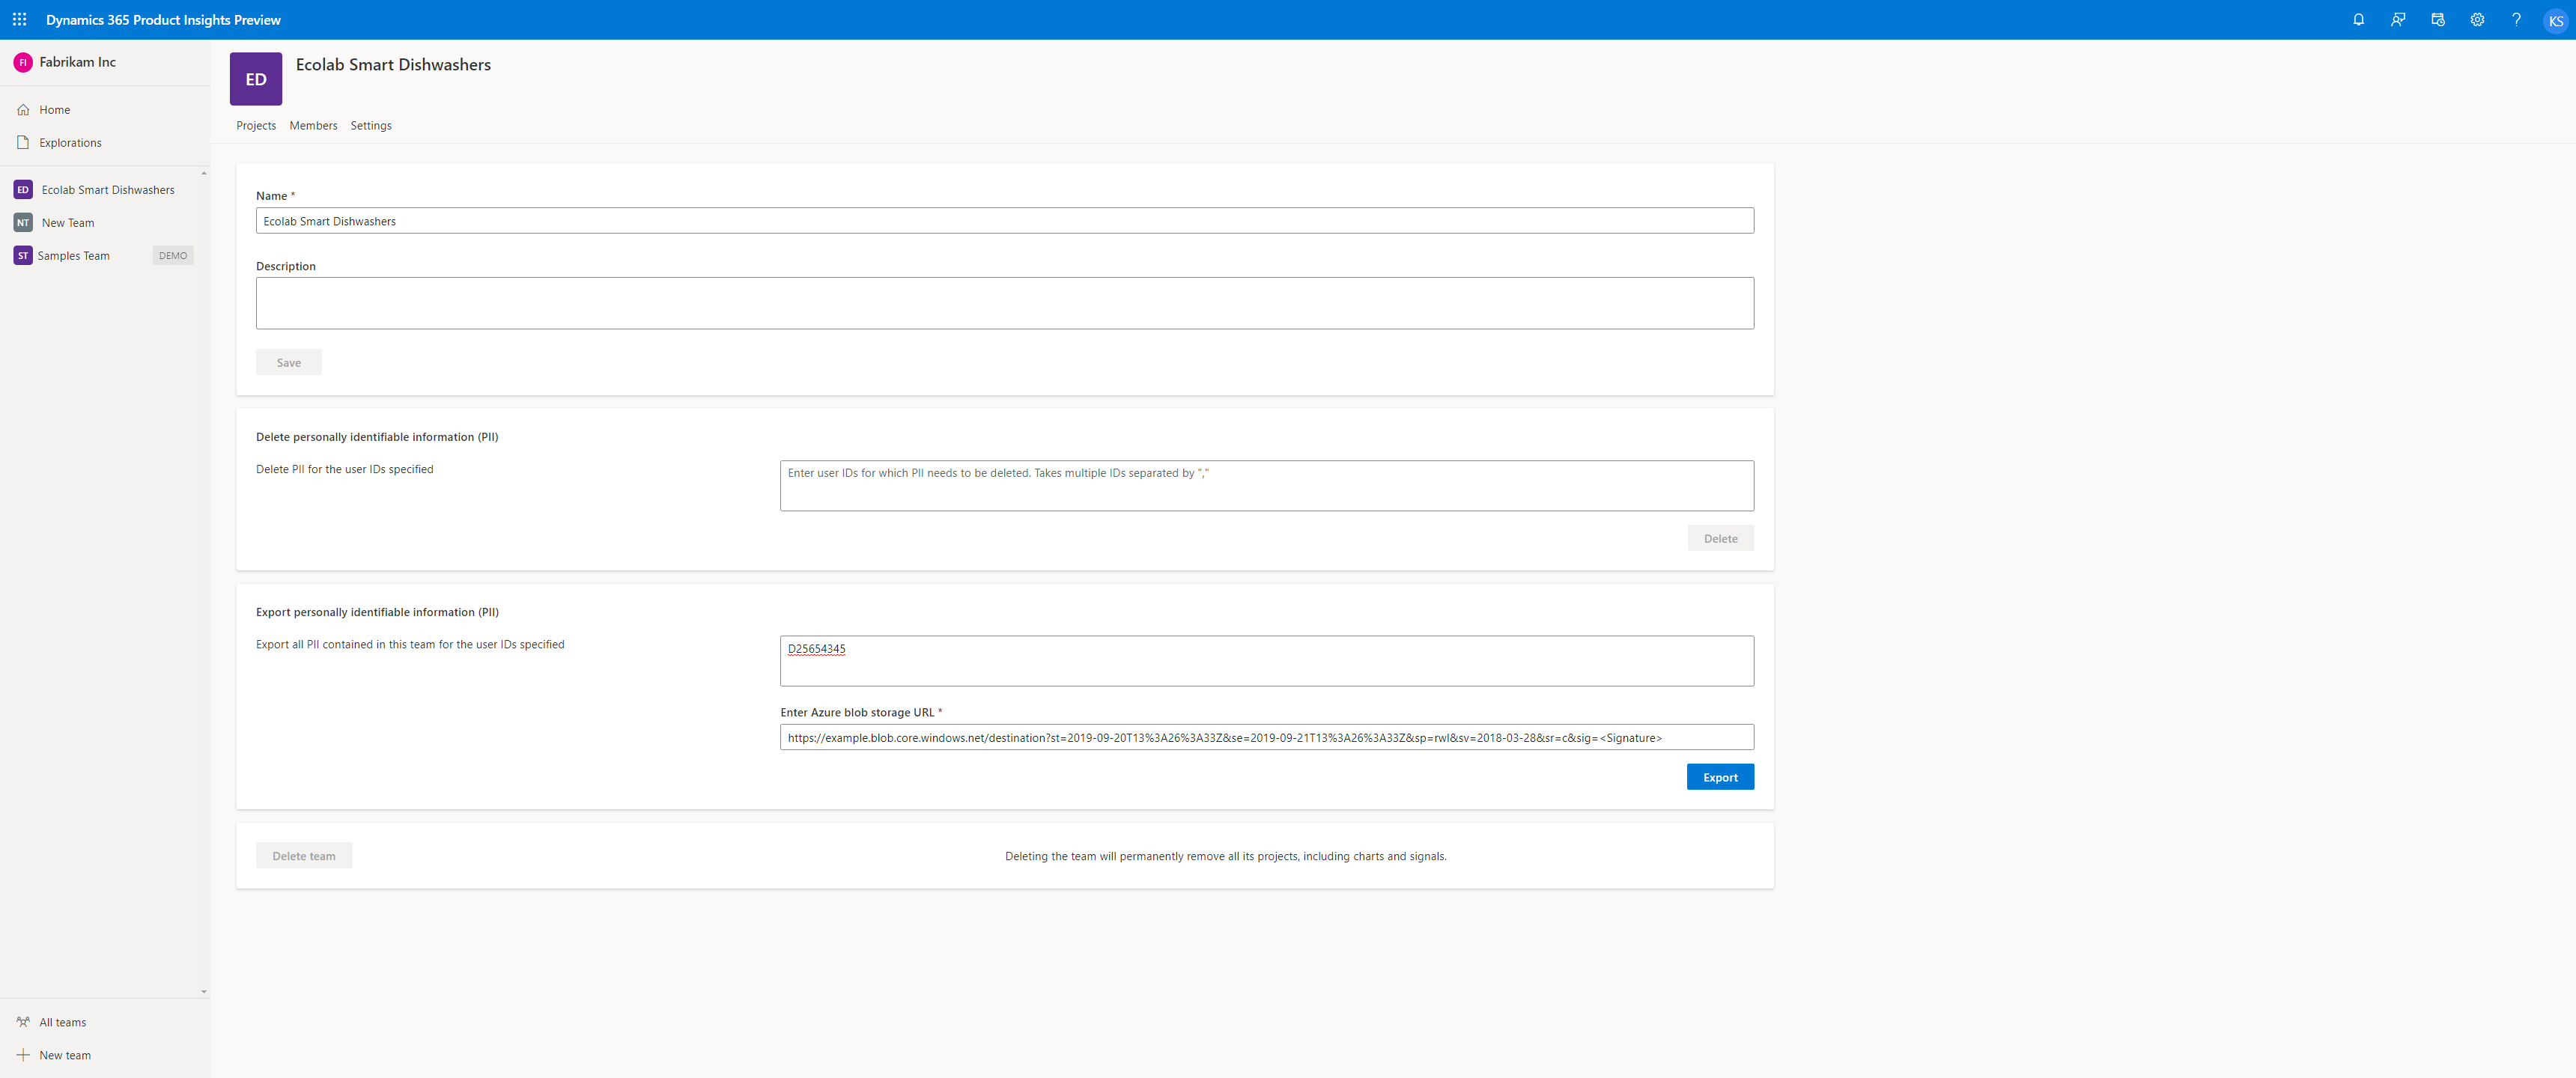 Dynamics 365 Product Insights Preview
KS
FI Fabrikam Inc
Home
Explorations
ED Ecolab Smart Dishwashers
NT New Team
ST Samples Team DEMO
All teams
New team
ED Ecolab Smart Dishwashers
Projects Members Settings
Name *
Ecolab Smart Dishwashers
Description
Save
Delete personally identifiable information (PII)
Delete PII for the user IDs specified
Enter user IDs for which PII needs to be deleted. Takes multiple IDs separated by ","
Delete
Export personally identifiable information (PII)
Export all PII contained in this team for the user IDs specified
D25654345
Enter Azure blob storage URL *
https://example.blob.core.windows.net/destination?st=2019-09-20T13%3A26%3A33Z&se=2019-09-21T13%3A26%3A33Z&sp=rwl&sv=2018-03-28&sr=c&sig=<Signature>
Export
Delete team
Deleting the team will permanently remove all its projects, including charts and signals.